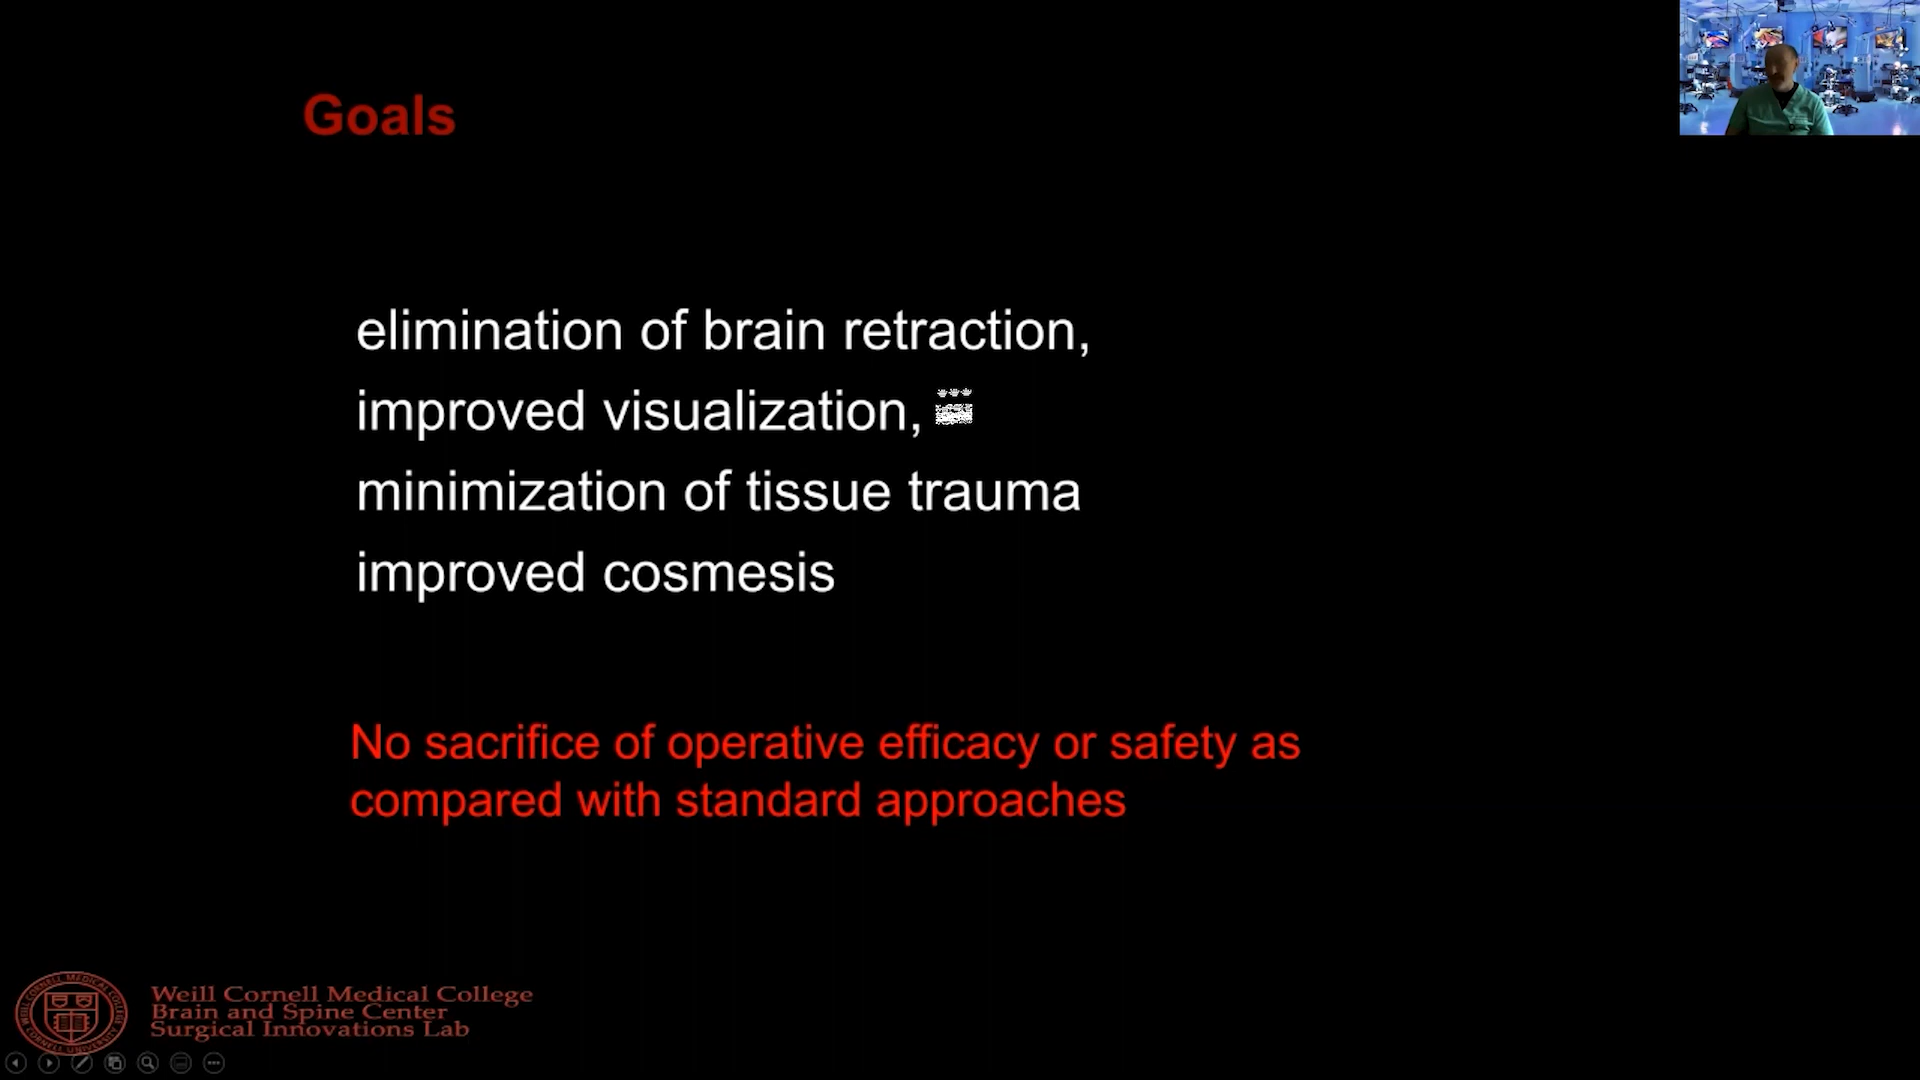 Goals
elimination of brain retraction,
improved visualization,
minimization of tissue trauma
improved cosmesis
No sacrifice of operative efficacy or safety as
compared with standard approaches
Weill Cornell Medical College
Brain and Spine Center
Surgical Innovations Lab